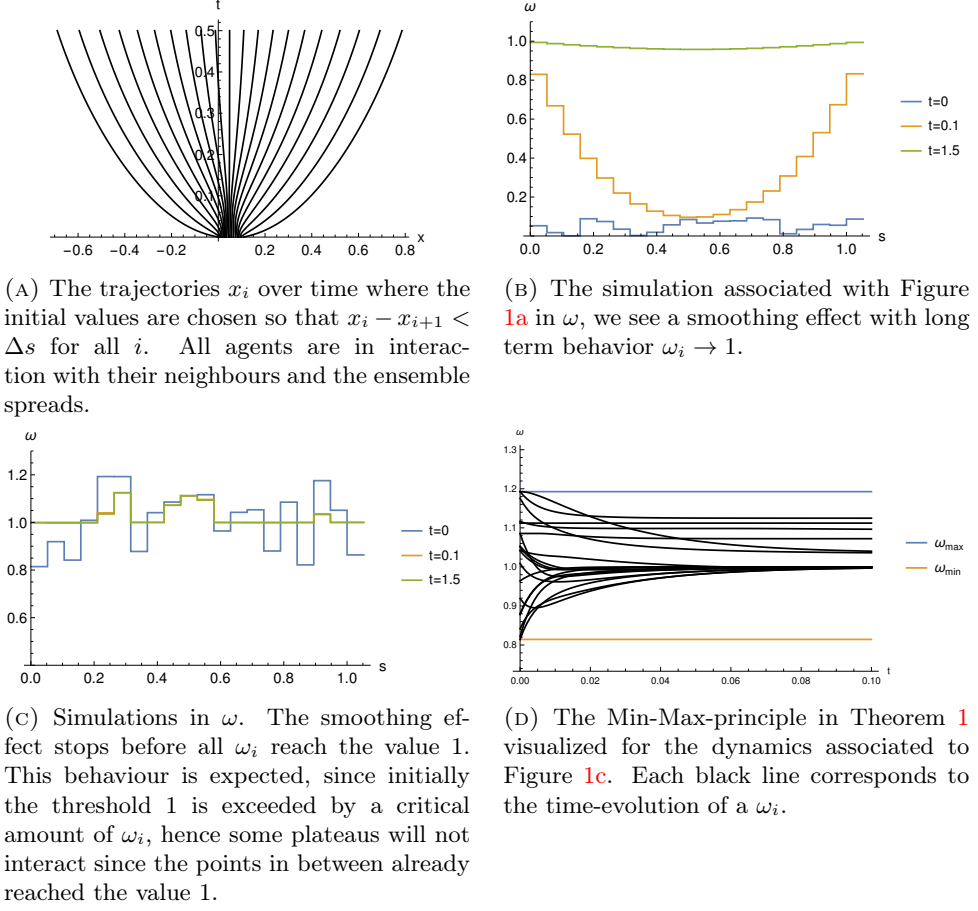 t
0.5
0.4
0.3
0.2
0.1
−0.6 −0.4 −0.2 0.0 0.2 0.4 0.6 0.8 x
(A) The trajectories xᵢ over time where the
initial values are chosen so that xᵢ − xᵢ₊₁ <
Δs for all i. All agents are in interac-
tion with their neighbours and the ensemble
spreads.
ω
1.0
0.8
0.6
0.4
0.2
0.0 0.2 0.4 0.6 0.8 1.0 s
t=0
t=0.1
t=1.5
(B) The simulation associated with Figure
1a in ω, we see a smoothing effect with long
term behavior ωᵢ → 1.
ω
1.2
1.0
0.8
0.6
0.0 0.2 0.4 0.6 0.8 1.0 s
t=0
t=0.1
t=1.5
(C) Simulations in ω. The smoothing ef-
fect stops before all ωᵢ reach the value 1.
This behaviour is expected, since initially
the threshold 1 is exceeded by a critical
amount of ωᵢ, hence some plateaus will not
interact since the points in between already
reached the value 1.
ω
1.3
1.2
1.1
1.0
0.9
0.8
0.00 0.02 0.04 0.06 0.08 0.10 t
ωmax
ωmin
(D) The Min-Max-principle in Theorem 1
visualized for the dynamics associated to
Figure 1c. Each black line corresponds to
the time-evolution of a ωᵢ.